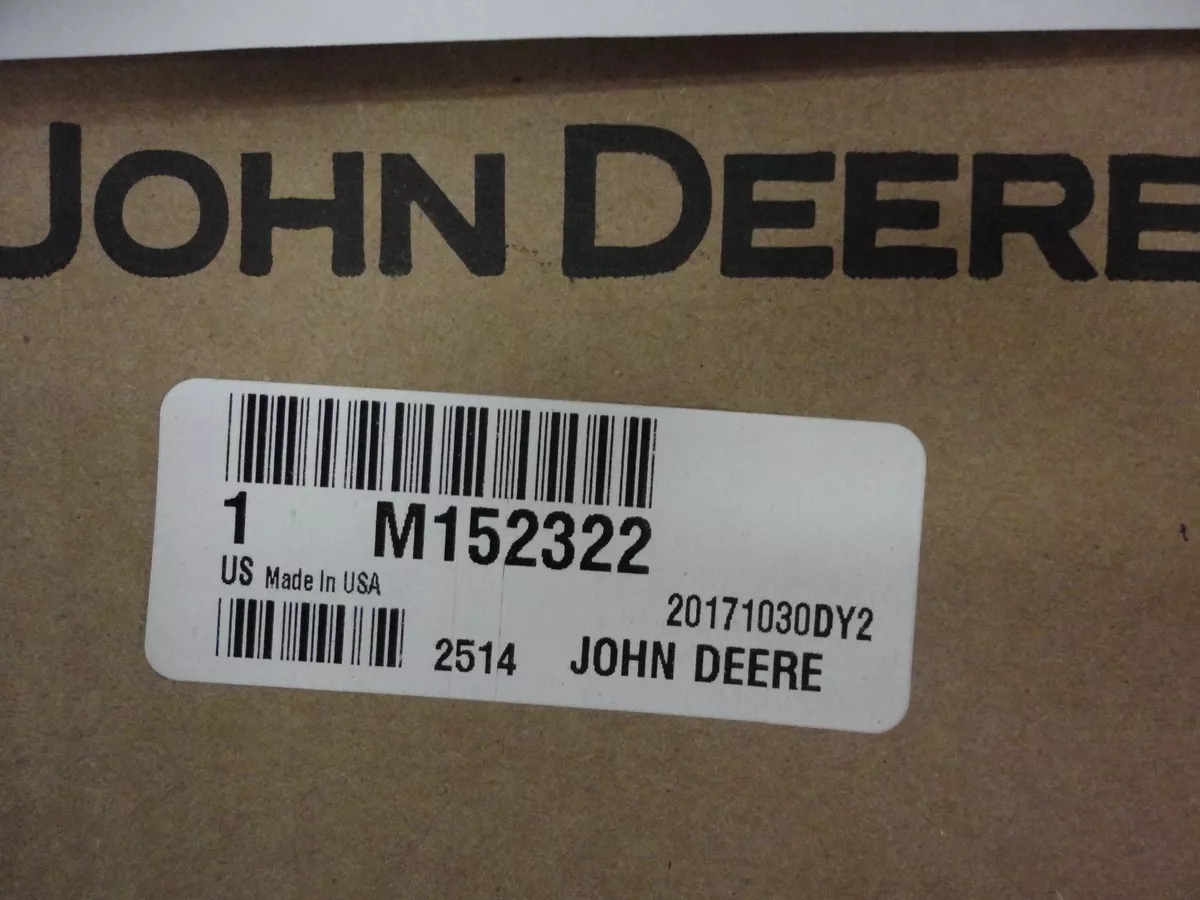 JOHN DEERE
1 M152322
US Made In USA
20171030DY2
2514 JOHN DEERE